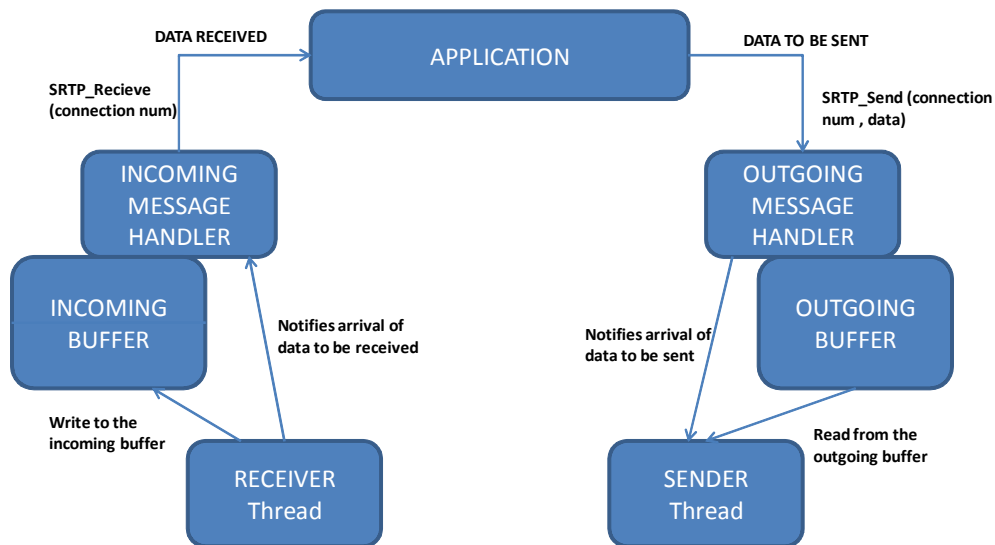 DATA RECEIVED
APPLICATION
DATA TO BE SENT
SRTP_Recieve
(connection num)
SRTP_Send (connection
num , data)
INCOMING
MESSAGE
HANDLER
OUTGOING
MESSAGE
HANDLER
INCOMING
BUFFER
Notifies arrival of
data to be received
Notifies arrival of
data to be sent
OUTGOING
BUFFER
Write to the
incoming buffer
Read from the
outgoing buffer
RECEIVER
Thread
SENDER
Thread